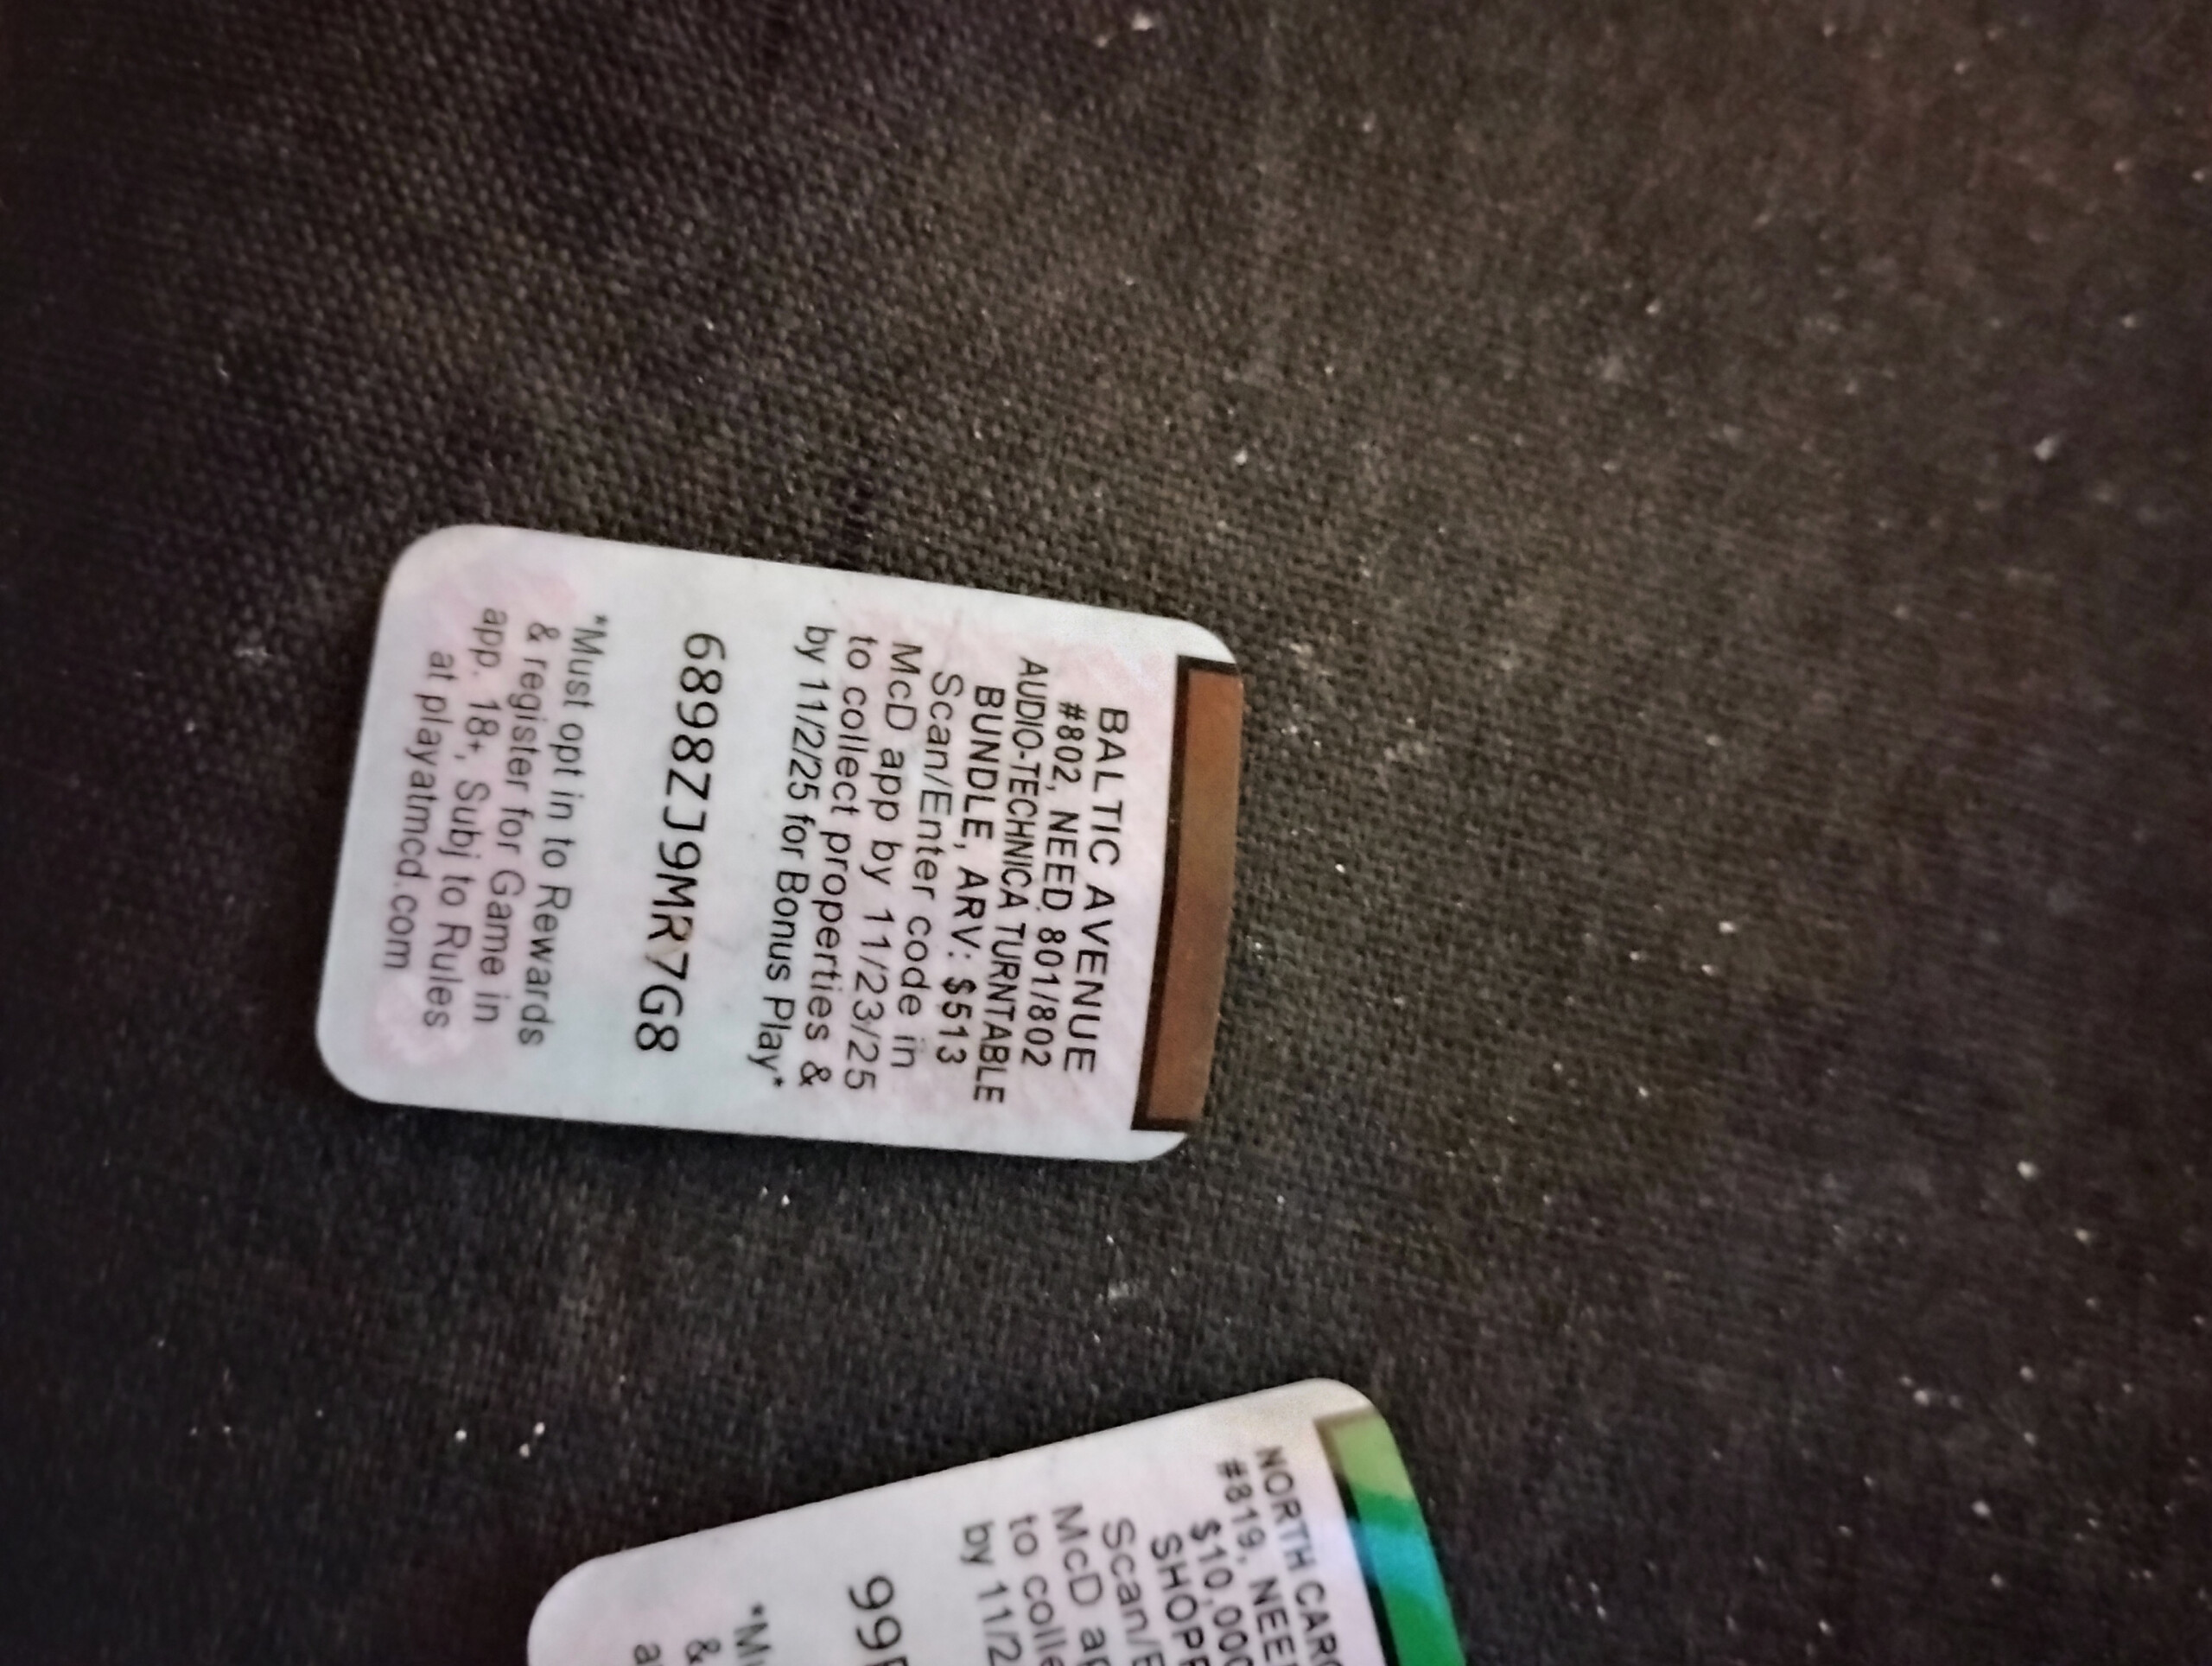 BALTIC AVENUE
#802, NEED 801/802
AUDIO-TECHNICA TURNTABLE
BUNDLE, ARV: $513
Scan/Enter code in
McD app by 11/23/25
to collect properties &
by 11/2/25 for Bonus Play*
6898ZJ9MR7G8
*Must opt in to Rewards
& register for Game in
app. 18+, Subj to Rules
at playatmcd.com
NORTH CARO
#819, NEE
$10,000
SHOP
Scan/E
McD ap
to colle
by 11/2
99
*Mu
&
a